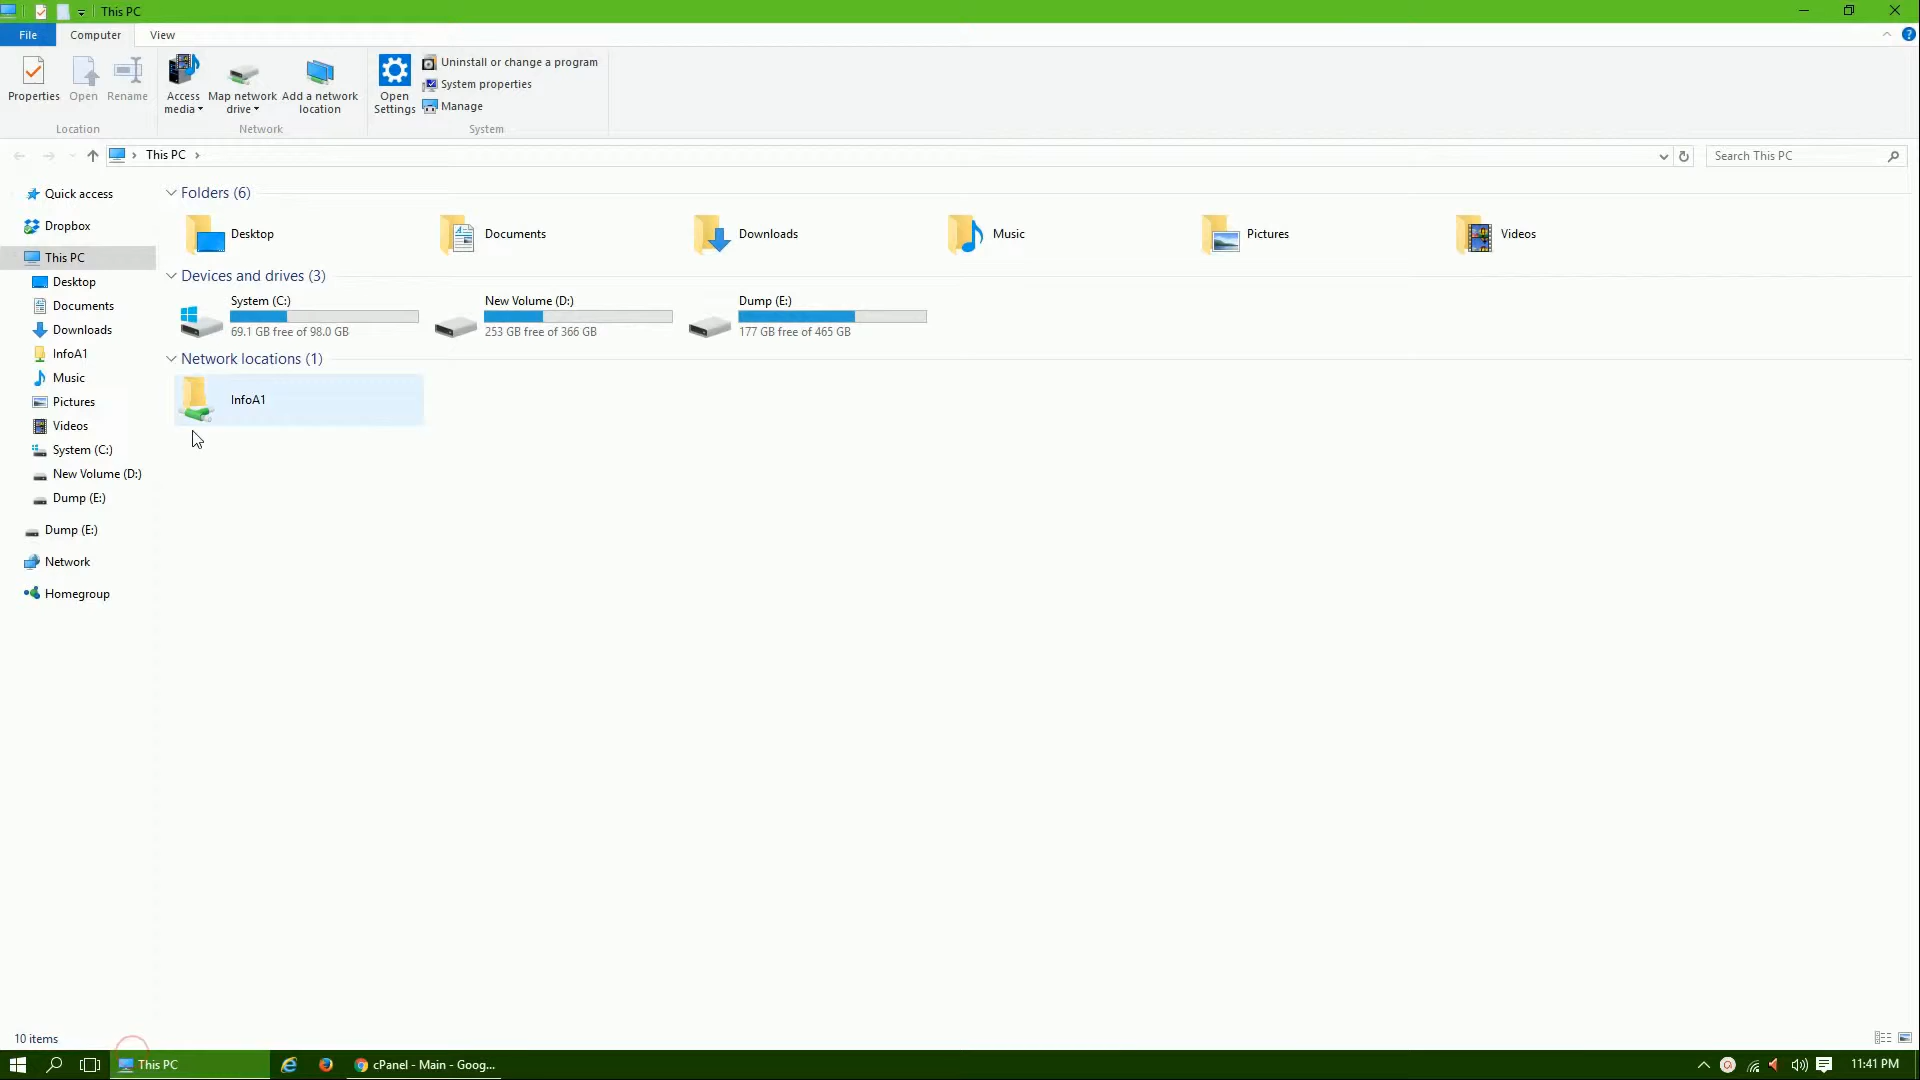 This PC
File Computer View
Properties Open Rename Access media Map network drive Add a network location Open Settings Uninstall or change a program
System properties
Manage
Location Network System
This PC
Search This PC
Quick access
Dropbox
This PC
Desktop
Documents
Downloads
InfoA1
Music
Pictures
Videos
System (C:)
New Volume (D:)
Dump (E:)
Dump (E:)
Network
Homegroup
Folders (6)
Desktop Documents Downloads Music Pictures Videos
Devices and drives (3)
System (C:) New Volume (D:) Dump (E:)
69.1 GB free of 98.0 GB 253 GB free of 366 GB 177 GB free of 465 GB
Network locations (1)
InfoA1
10 items
This PC cPanel - Main - Goog... 11:41 PM